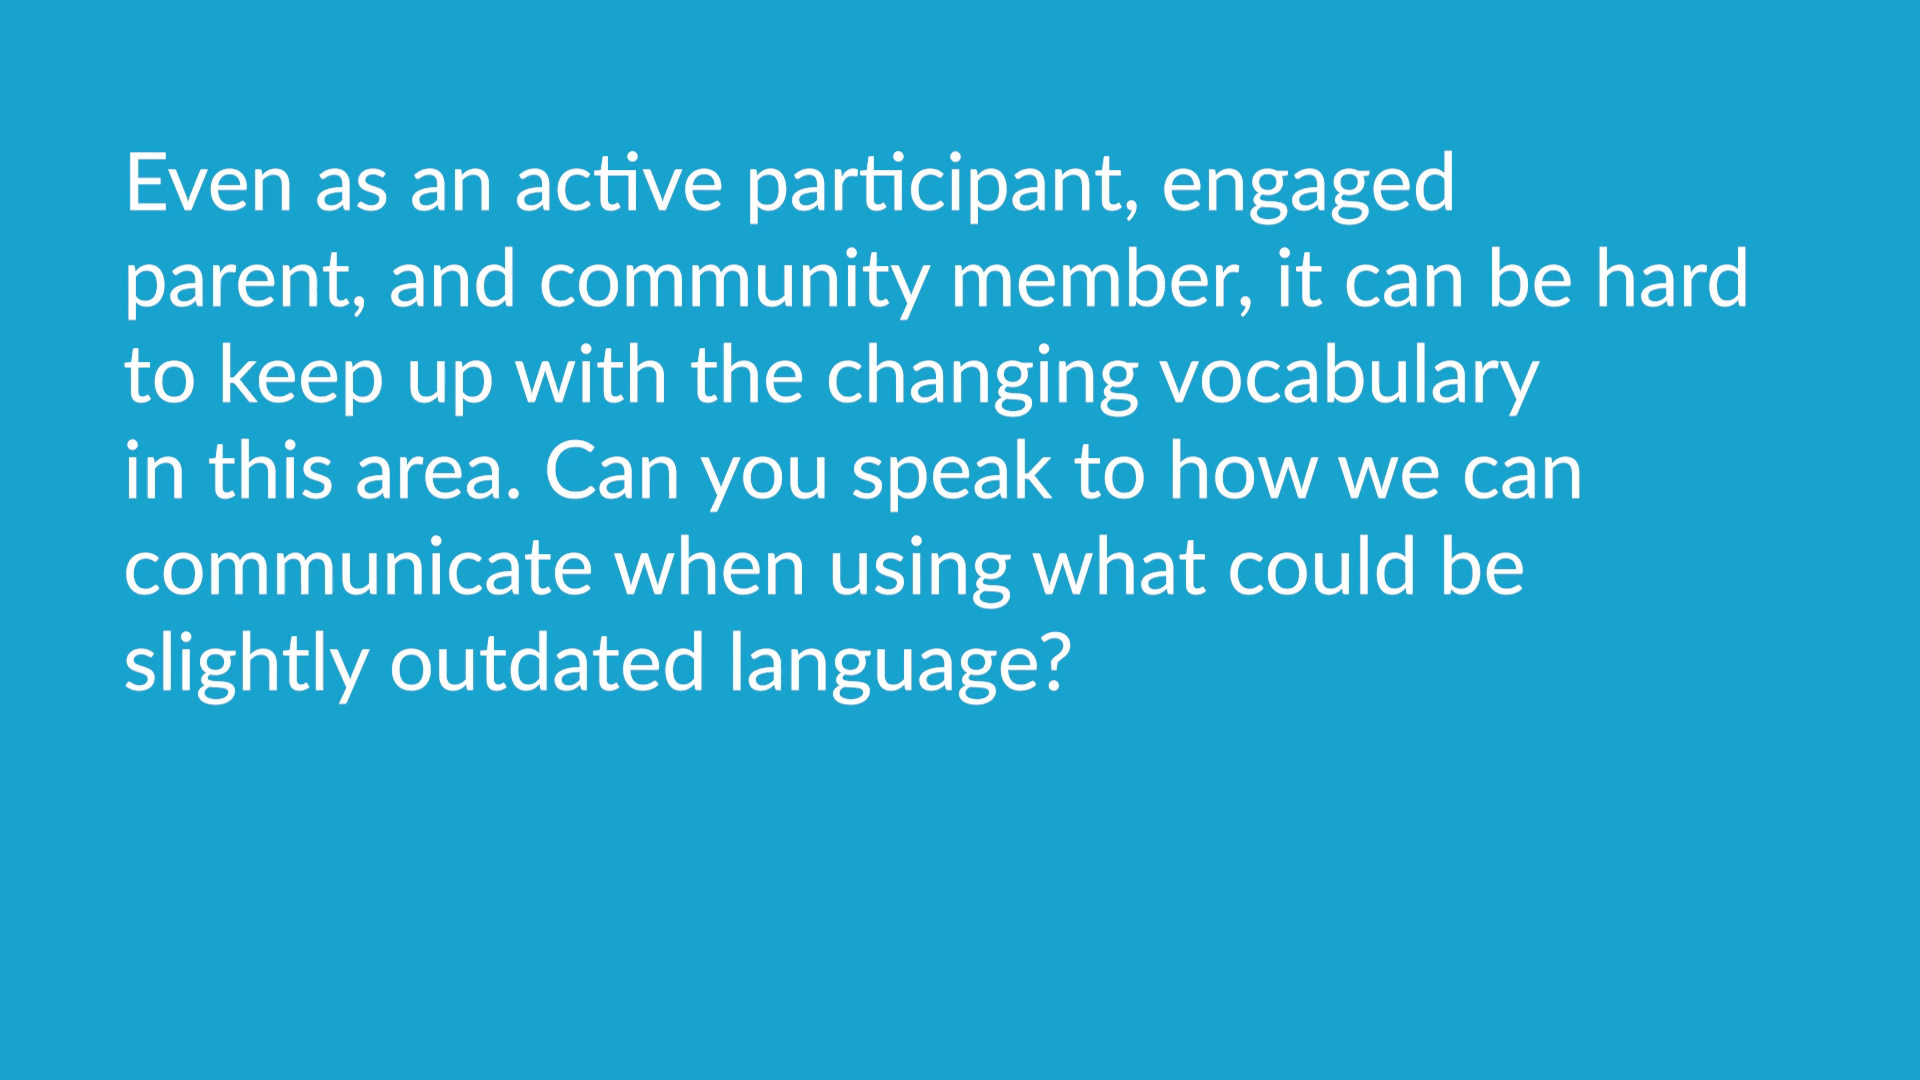 Even as an active participant, engaged
parent, and community member, it can be hard
to keep up with the changing vocabulary
in this area. Can you speak to how we can
communicate when using what could be
slightly outdated language?